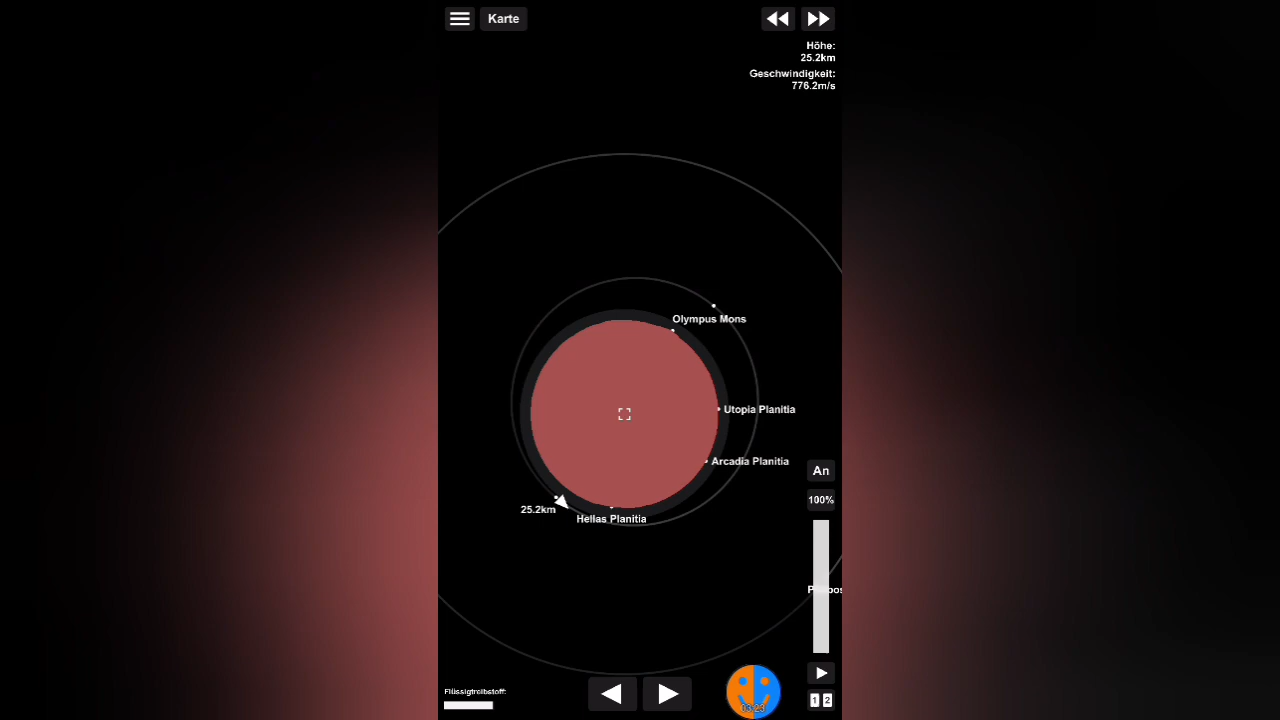 Karte
Höhe:
25.2km
Geschwindigkeit:
776.2m/s
Olympus Mons
Utopia Planitia
Arcadia Planitia
An
100%
25.2km
Hellas Planitia
Flüssigtreibstoff:
1 2